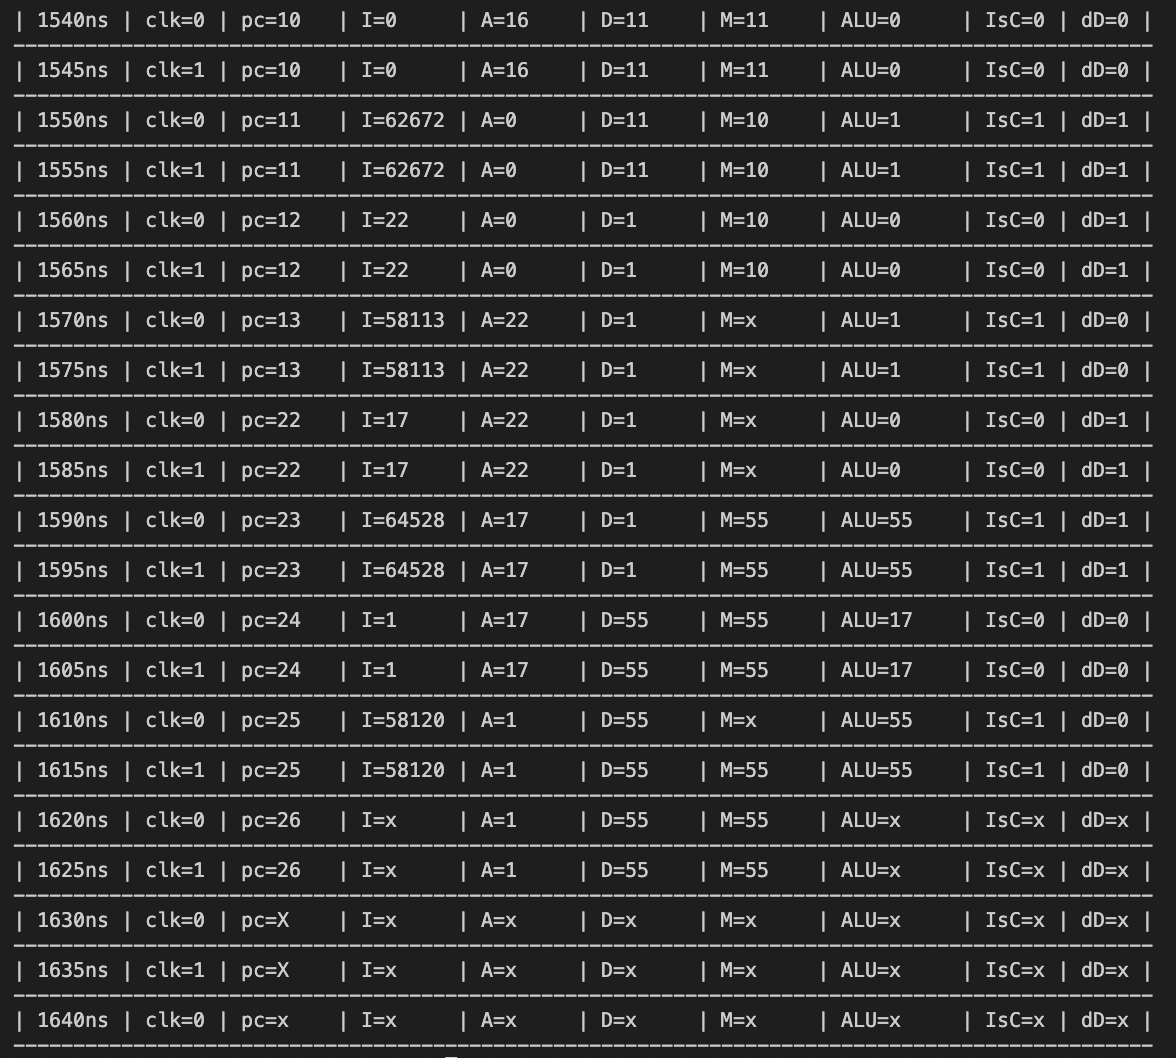 | 1540ns | clk=0 | pc=10 | I=0 | A=16 | D=11 | M=11 | ALU=0 | IsC=0 | dD=0 |
| 1545ns | clk=1 | pc=10 | I=0 | A=16 | D=11 | M=11 | ALU=0 | IsC=0 | dD=0 |
| 1550ns | clk=0 | pc=11 | I=62672 | A=0 | D=11 | M=10 | ALU=1 | IsC=1 | dD=1 |
| 1555ns | clk=1 | pc=11 | I=62672 | A=0 | D=11 | M=10 | ALU=1 | IsC=1 | dD=1 |
| 1560ns | clk=0 | pc=12 | I=22 | A=0 | D=1 | M=10 | ALU=0 | IsC=0 | dD=1 |
| 1565ns | clk=1 | pc=12 | I=22 | A=0 | D=1 | M=10 | ALU=0 | IsC=0 | dD=1 |
| 1570ns | clk=0 | pc=13 | I=58113 | A=22 | D=1 | M=x | ALU=1 | IsC=1 | dD=0 |
| 1575ns | clk=1 | pc=13 | I=58113 | A=22 | D=1 | M=x | ALU=1 | IsC=1 | dD=0 |
| 1580ns | clk=0 | pc=22 | I=17 | A=22 | D=1 | M=x | ALU=0 | IsC=0 | dD=1 |
| 1585ns | clk=1 | pc=22 | I=17 | A=22 | D=1 | M=x | ALU=0 | IsC=0 | dD=1 |
| 1590ns | clk=0 | pc=23 | I=64528 | A=17 | D=1 | M=55 | ALU=55 | IsC=1 | dD=1 |
| 1595ns | clk=1 | pc=23 | I=64528 | A=17 | D=1 | M=55 | ALU=55 | IsC=1 | dD=1 |
| 1600ns | clk=0 | pc=24 | I=1 | A=17 | D=55 | M=55 | ALU=17 | IsC=0 | dD=0 |
| 1605ns | clk=1 | pc=24 | I=1 | A=17 | D=55 | M=55 | ALU=17 | IsC=0 | dD=0 |
| 1610ns | clk=0 | pc=25 | I=58120 | A=1 | D=55 | M=x | ALU=55 | IsC=1 | dD=0 |
| 1615ns | clk=1 | pc=25 | I=58120 | A=1 | D=55 | M=55 | ALU=55 | IsC=1 | dD=0 |
| 1620ns | clk=0 | pc=26 | I=x | A=1 | D=55 | M=55 | ALU=x | IsC=x | dD=x |
| 1625ns | clk=1 | pc=26 | I=x | A=1 | D=55 | M=55 | ALU=x | IsC=x | dD=x |
| 1630ns | clk=0 | pc=X | I=x | A=x | D=x | M=x | ALU=x | IsC=x | dD=x |
| 1635ns | clk=1 | pc=X | I=x | A=x | D=x | M=x | ALU=x | IsC=x | dD=x |
| 1640ns | clk=0 | pc=x | I=x | A=x | D=x | M=x | ALU=x | IsC=x | dD=x |